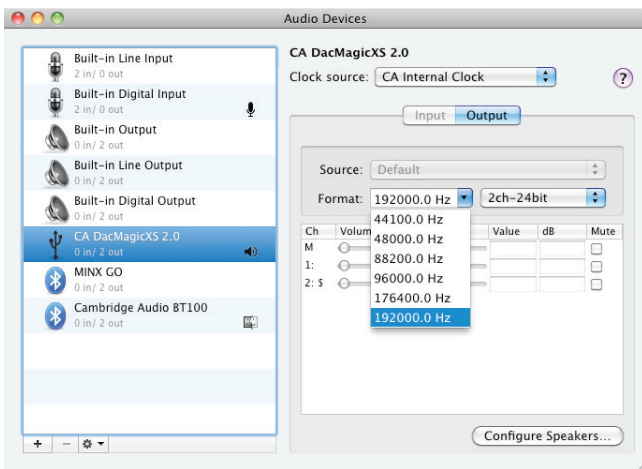 Audio Devices
Built-in Line Input
2 in/ 0 out
Built-in Digital Input
2 in/ 0 out
Built-in Output
0 in/ 2 out
Built-in Line Output
0 in/ 2 out
Built-in Digital Output
0 in/ 2 out
CA DacMagicXS 2.0
0 in/ 2 out
MINX GO
0 in/ 2 out
Cambridge Audio BT100
0 in/ 2 out
CA DacMagicXS 2.0
Clock source: CA Internal Clock ?
Input Output
Source: Default
Format: 192000.0 Hz 2ch-24bit
44100.0 Hz
48000.0 Hz
88200.0 Hz
96000.0 Hz
176400.0 Hz
192000.0 Hz
Ch Volum Value dB Mute
M
1:
2: S
Configure Speakers...